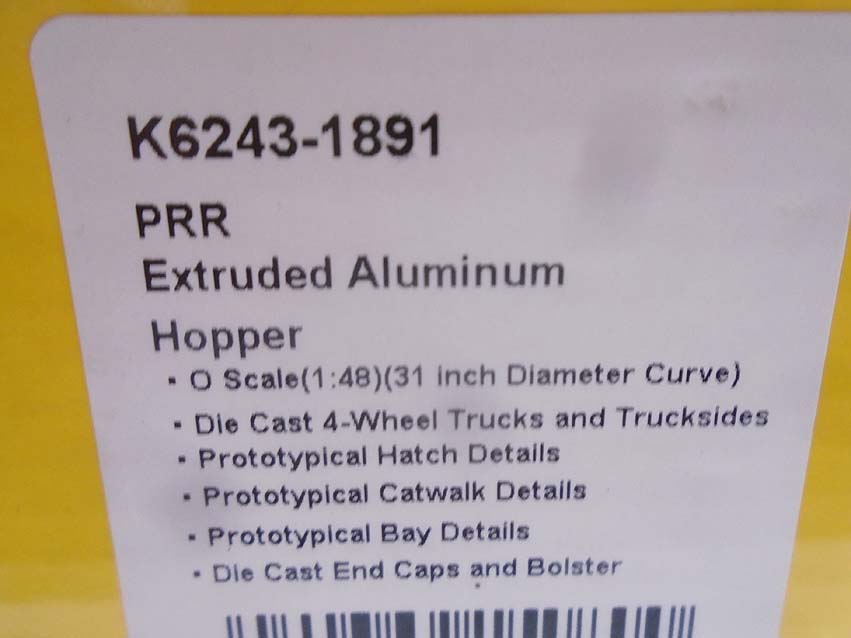 K6243-1891
PRR
Extruded Aluminum
Hopper
· O Scale(1:48)(31 inch Diameter Curve)
· Die Cast 4-Wheel Trucks and Trucksides
· Prototypical Hatch Details
· Prototypical Catwalk Details
· Prototypical Bay Details
· Die Cast End Caps and Bolster